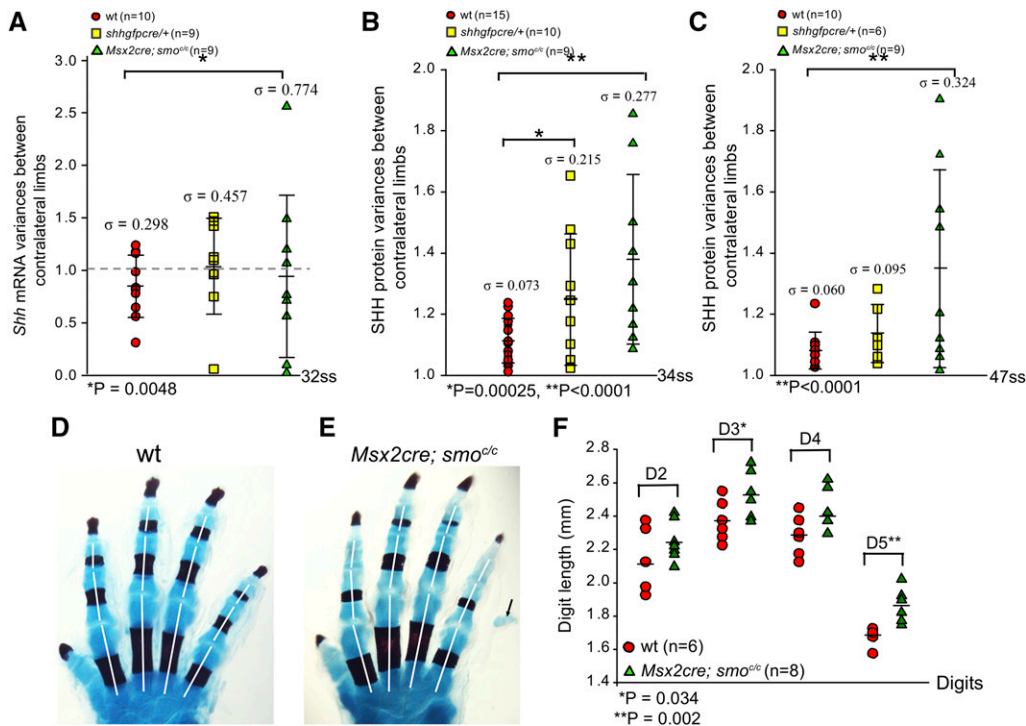 A
wt (n=10)
shhgfpcre/+ (n=9)
Msx2cre; smo^c/c (n=9)
*
σ = 0.774
σ = 0.457
σ = 0.298
3.0
2.5
2.0
1.5
1.0
0.5
0.0
Shh mRNA variances between
contralateral limbs
32ss
*P = 0.0048
B
wt (n=15)
shhgfpcre/+ (n=10)
Msx2cre; smo^c/c (n=9)
**
σ = 0.277
*
σ = 0.215
σ = 0.073
2.0
1.8
1.6
1.4
1.2
1.0
SHH protein variances between
contralateral limbs
34ss
*P=0.00025, **P<0.0001
C
wt (n=10)
shhgfpcre/+ (n=6)
Msx2cre; smo^c/c (n=9)
**
σ = 0.324
σ = 0.095
σ = 0.060
2.0
1.8
1.6
1.4
1.2
1.0
SHH protein variances between
contralateral limbs
47ss
**P<0.0001
D
wt
E
Msx2cre; smo^c/c
F
D2
D3*
D4
D5**
2.8
2.6
2.4
2.2
2.0
1.8
1.6
1.4
Digit length (mm)
wt (n=6)
Msx2cre; smo^c/c (n=8)
Digits
*P = 0.034
**P = 0.002